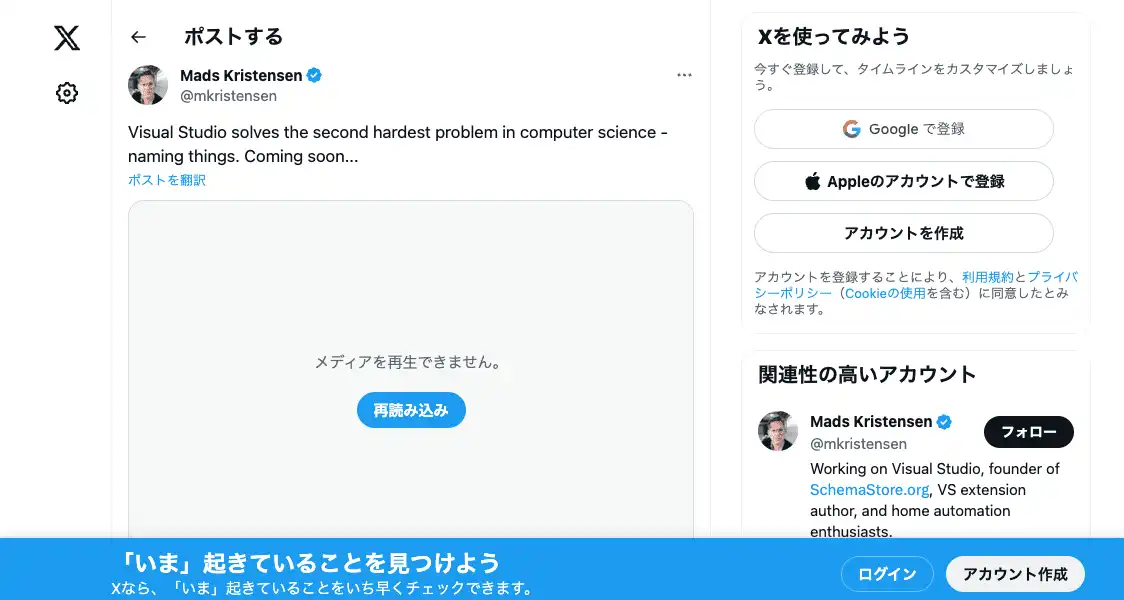 ポストする
Mads Kristensen
@mkristensen
Visual Studio solves the second hardest problem in computer science -
naming things. Coming soon...
ポストを翻訳
メディアを再生できません。
再読み込み
Xを使ってみよう
今すぐ登録して、タイムラインをカスタマイズしましょ
う。
Google で登録
Appleのアカウントで登録
アカウントを作成
アカウントを登録することにより、利用規約とプライバ
シーポリシー（Cookieの使用を含む）に同意したとみ
なされます。
関連性の高いアカウント
Mads Kristensen
@mkristensen
フォロー
Working on Visual Studio, founder of
SchemaStore.org, VS extension
author, and home automation
enthusiasts.
「いま」起きていることを見つけよう
Xなら、「いま」起きていることをいち早くチェックできます。
ログイン
アカウント作成